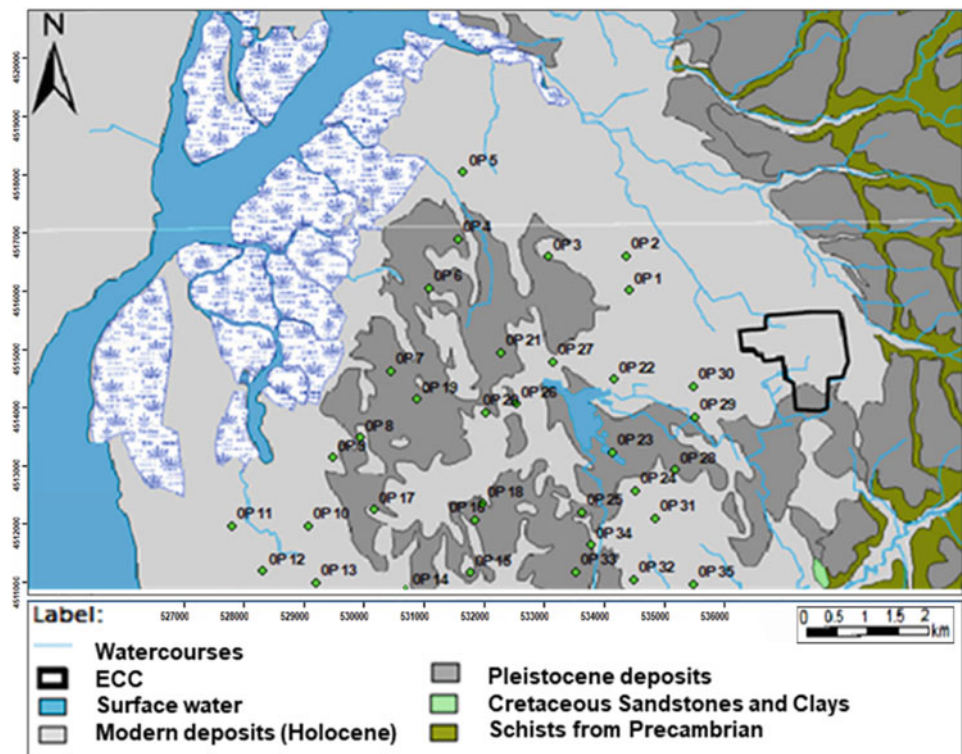 N
4520000
4519000
4518000
4517000
4516000
4515000
4514000
4513000
4512000
4511000
0P 5
0P 4
0P 3
0P 2
0P 6
0P 1
0P 21
0P 27
0P 7
0P 22
0P 30
0P 19
0P 26
0P 20
0P 29
0P 8
0P 23
0P 9
0P 28
0P 24
0P 18
0P 17
0P 16
0P 25
0P 31
0P 11
0P 10
0P 34
0P 12
0P 13
0P 15
0P 33
0P 32
0P 35
0P 14
527000 528000 529000 530000 531000 532000 533000 534000 535000 536000
Label:
0 0.5 1 1.5 2
km
Watercourses
ECC
Surface water
Modern deposits (Holocene)
Pleistocene deposits
Cretaceous Sandstones and Clays
Schists from Precambrian